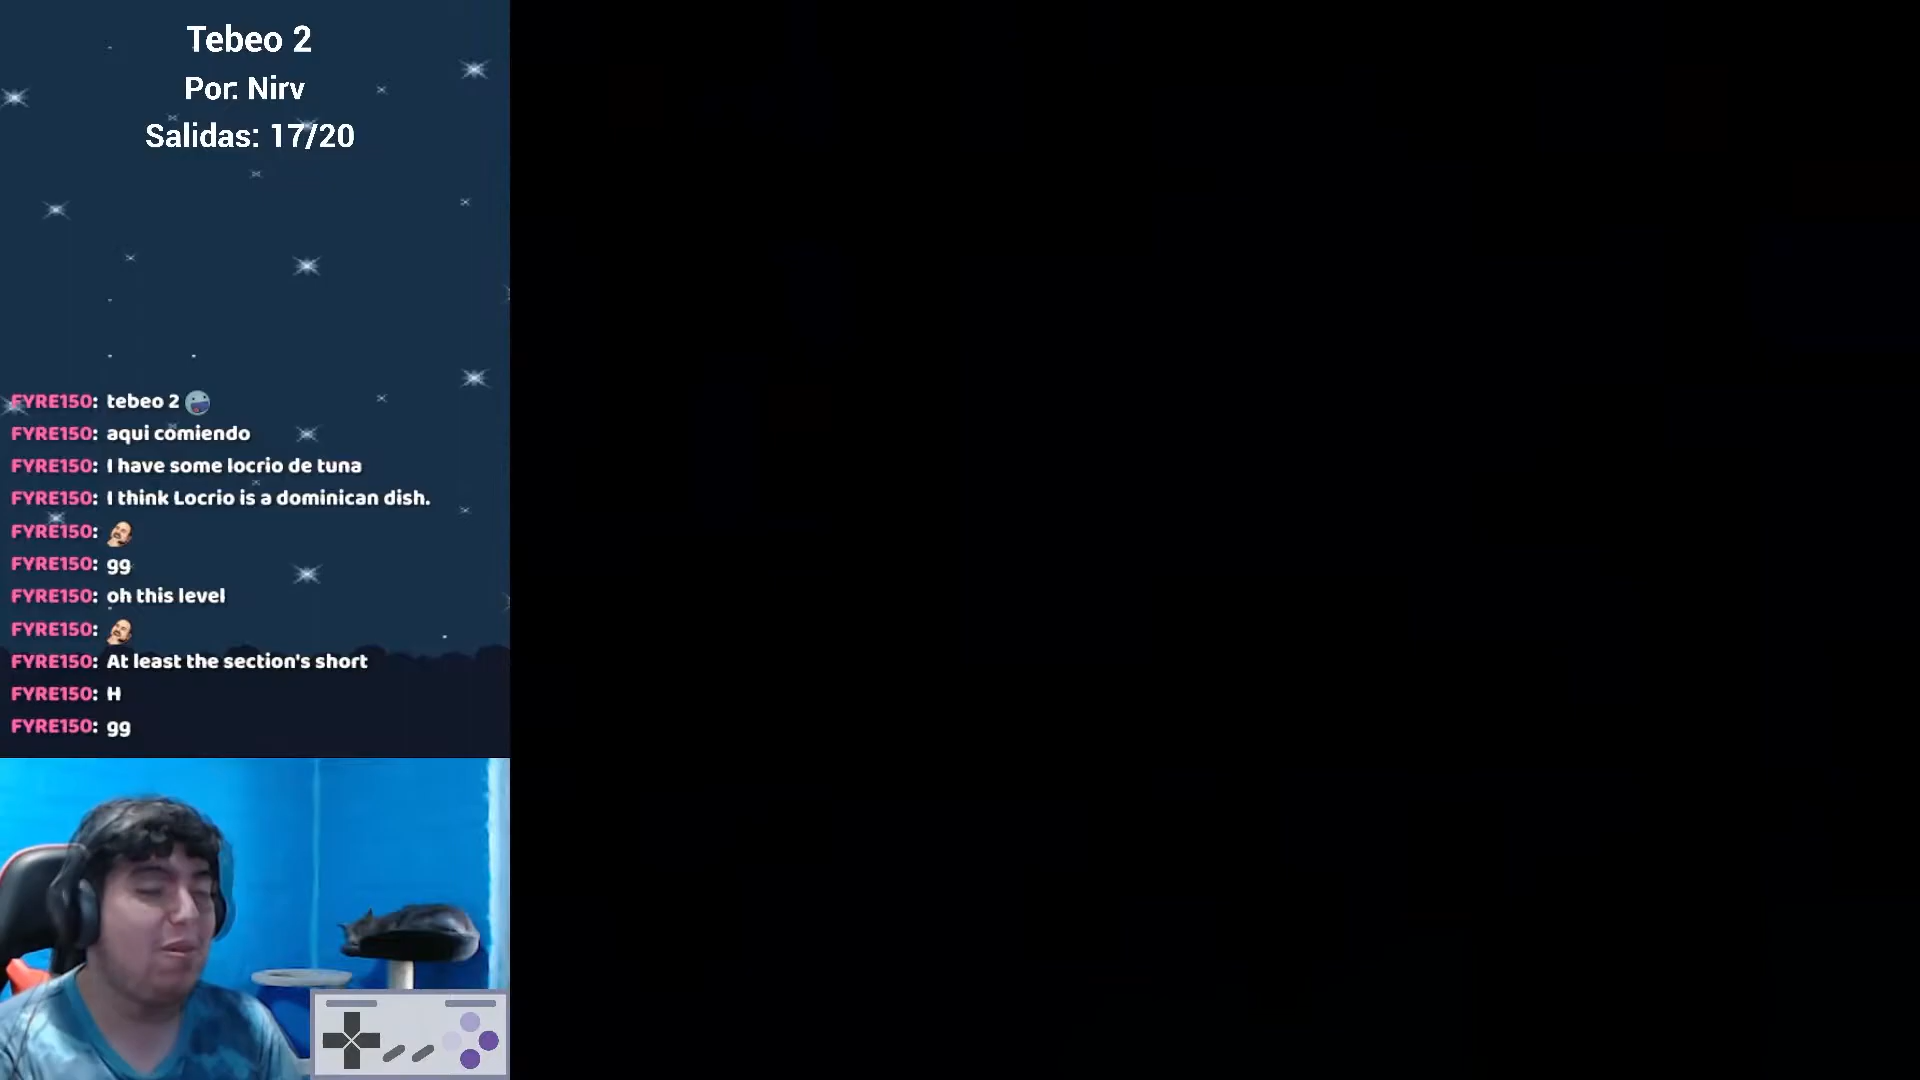 Tebeo 2
Por: Nirv
Salidas: 17/20
FYRE150: tebeo 2
FYRE150: aqui comiendo
FYRE150: I have some locrio de tuna
FYRE150: I think Locrio is a dominican dish.
FYRE150:
FYRE150: gg
FYRE150: oh this level
FYRE150:
FYRE150: At least the section's short
FYRE150: H
FYRE150: gg